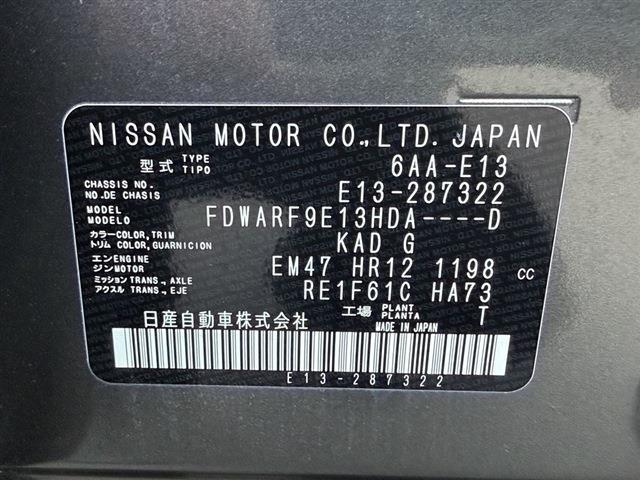 NISSAN MOTOR CO.,LTD. JAPAN
型式 TYPE TIPO 6AA-E13
CHASSIS NO. NO.DE CHASIS E13-287322
MODEL MODELO FDWARF9E13HDA----D
カラー COLOR, TRIM トリム COLOR, GUARNICION KAD G
エンENGINE ジンMOTOR EM47 HR12 1198 cc
ミッション TRANS., AXLE アクスル TRANS., EJE RE1F61C HA73
工場 PLANT PLANTA T
日産自動車株式会社 MADE IN JAPAN
E13-287322